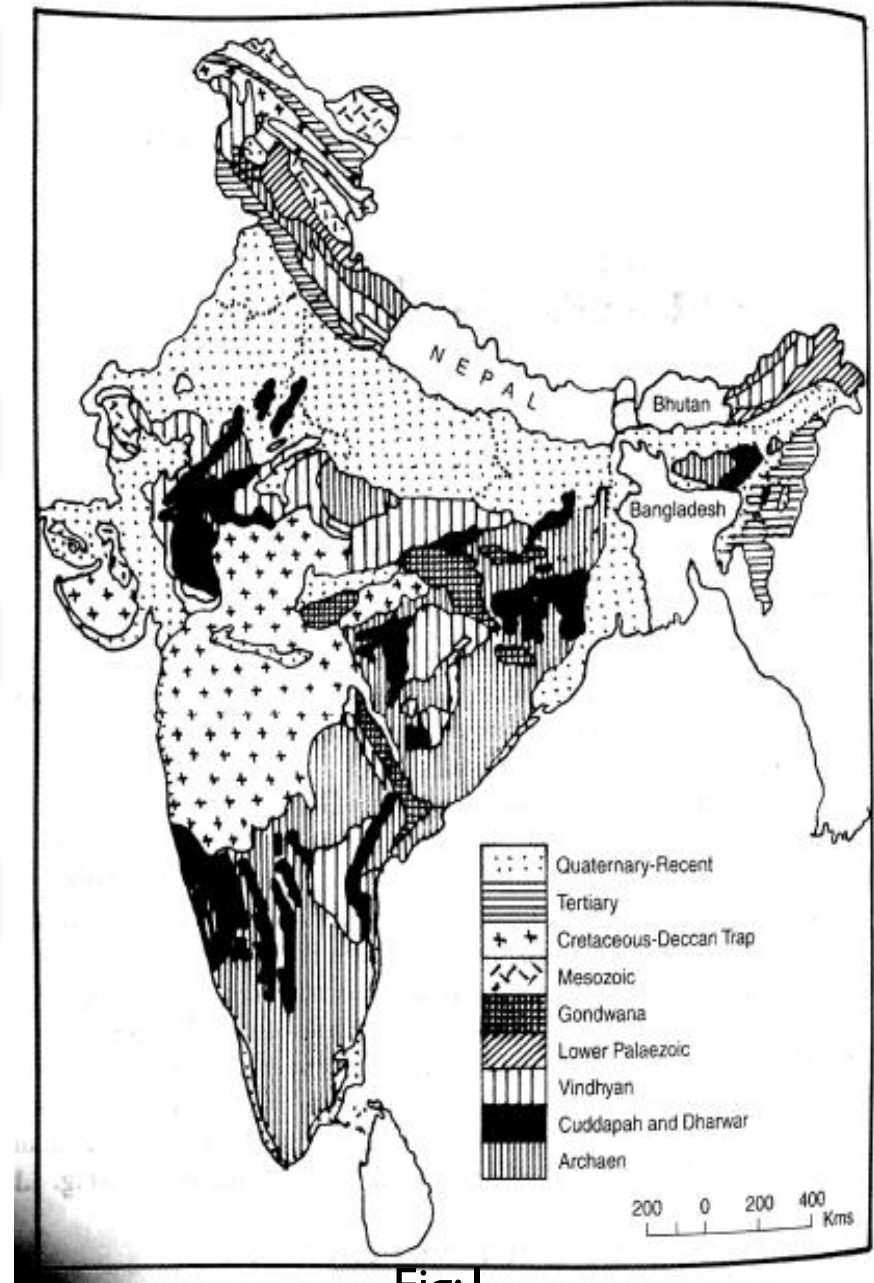 NEPAL
Bhutan
Bangladesh
Quaternary-Recent
Tertiary
Cretaceous-Deccan Trap
Mesozoic
Gondwana
Lower Palaezoic
Vindhyan
Cuddapah and Dharwar
Archaen
200 0 200 400
Kms